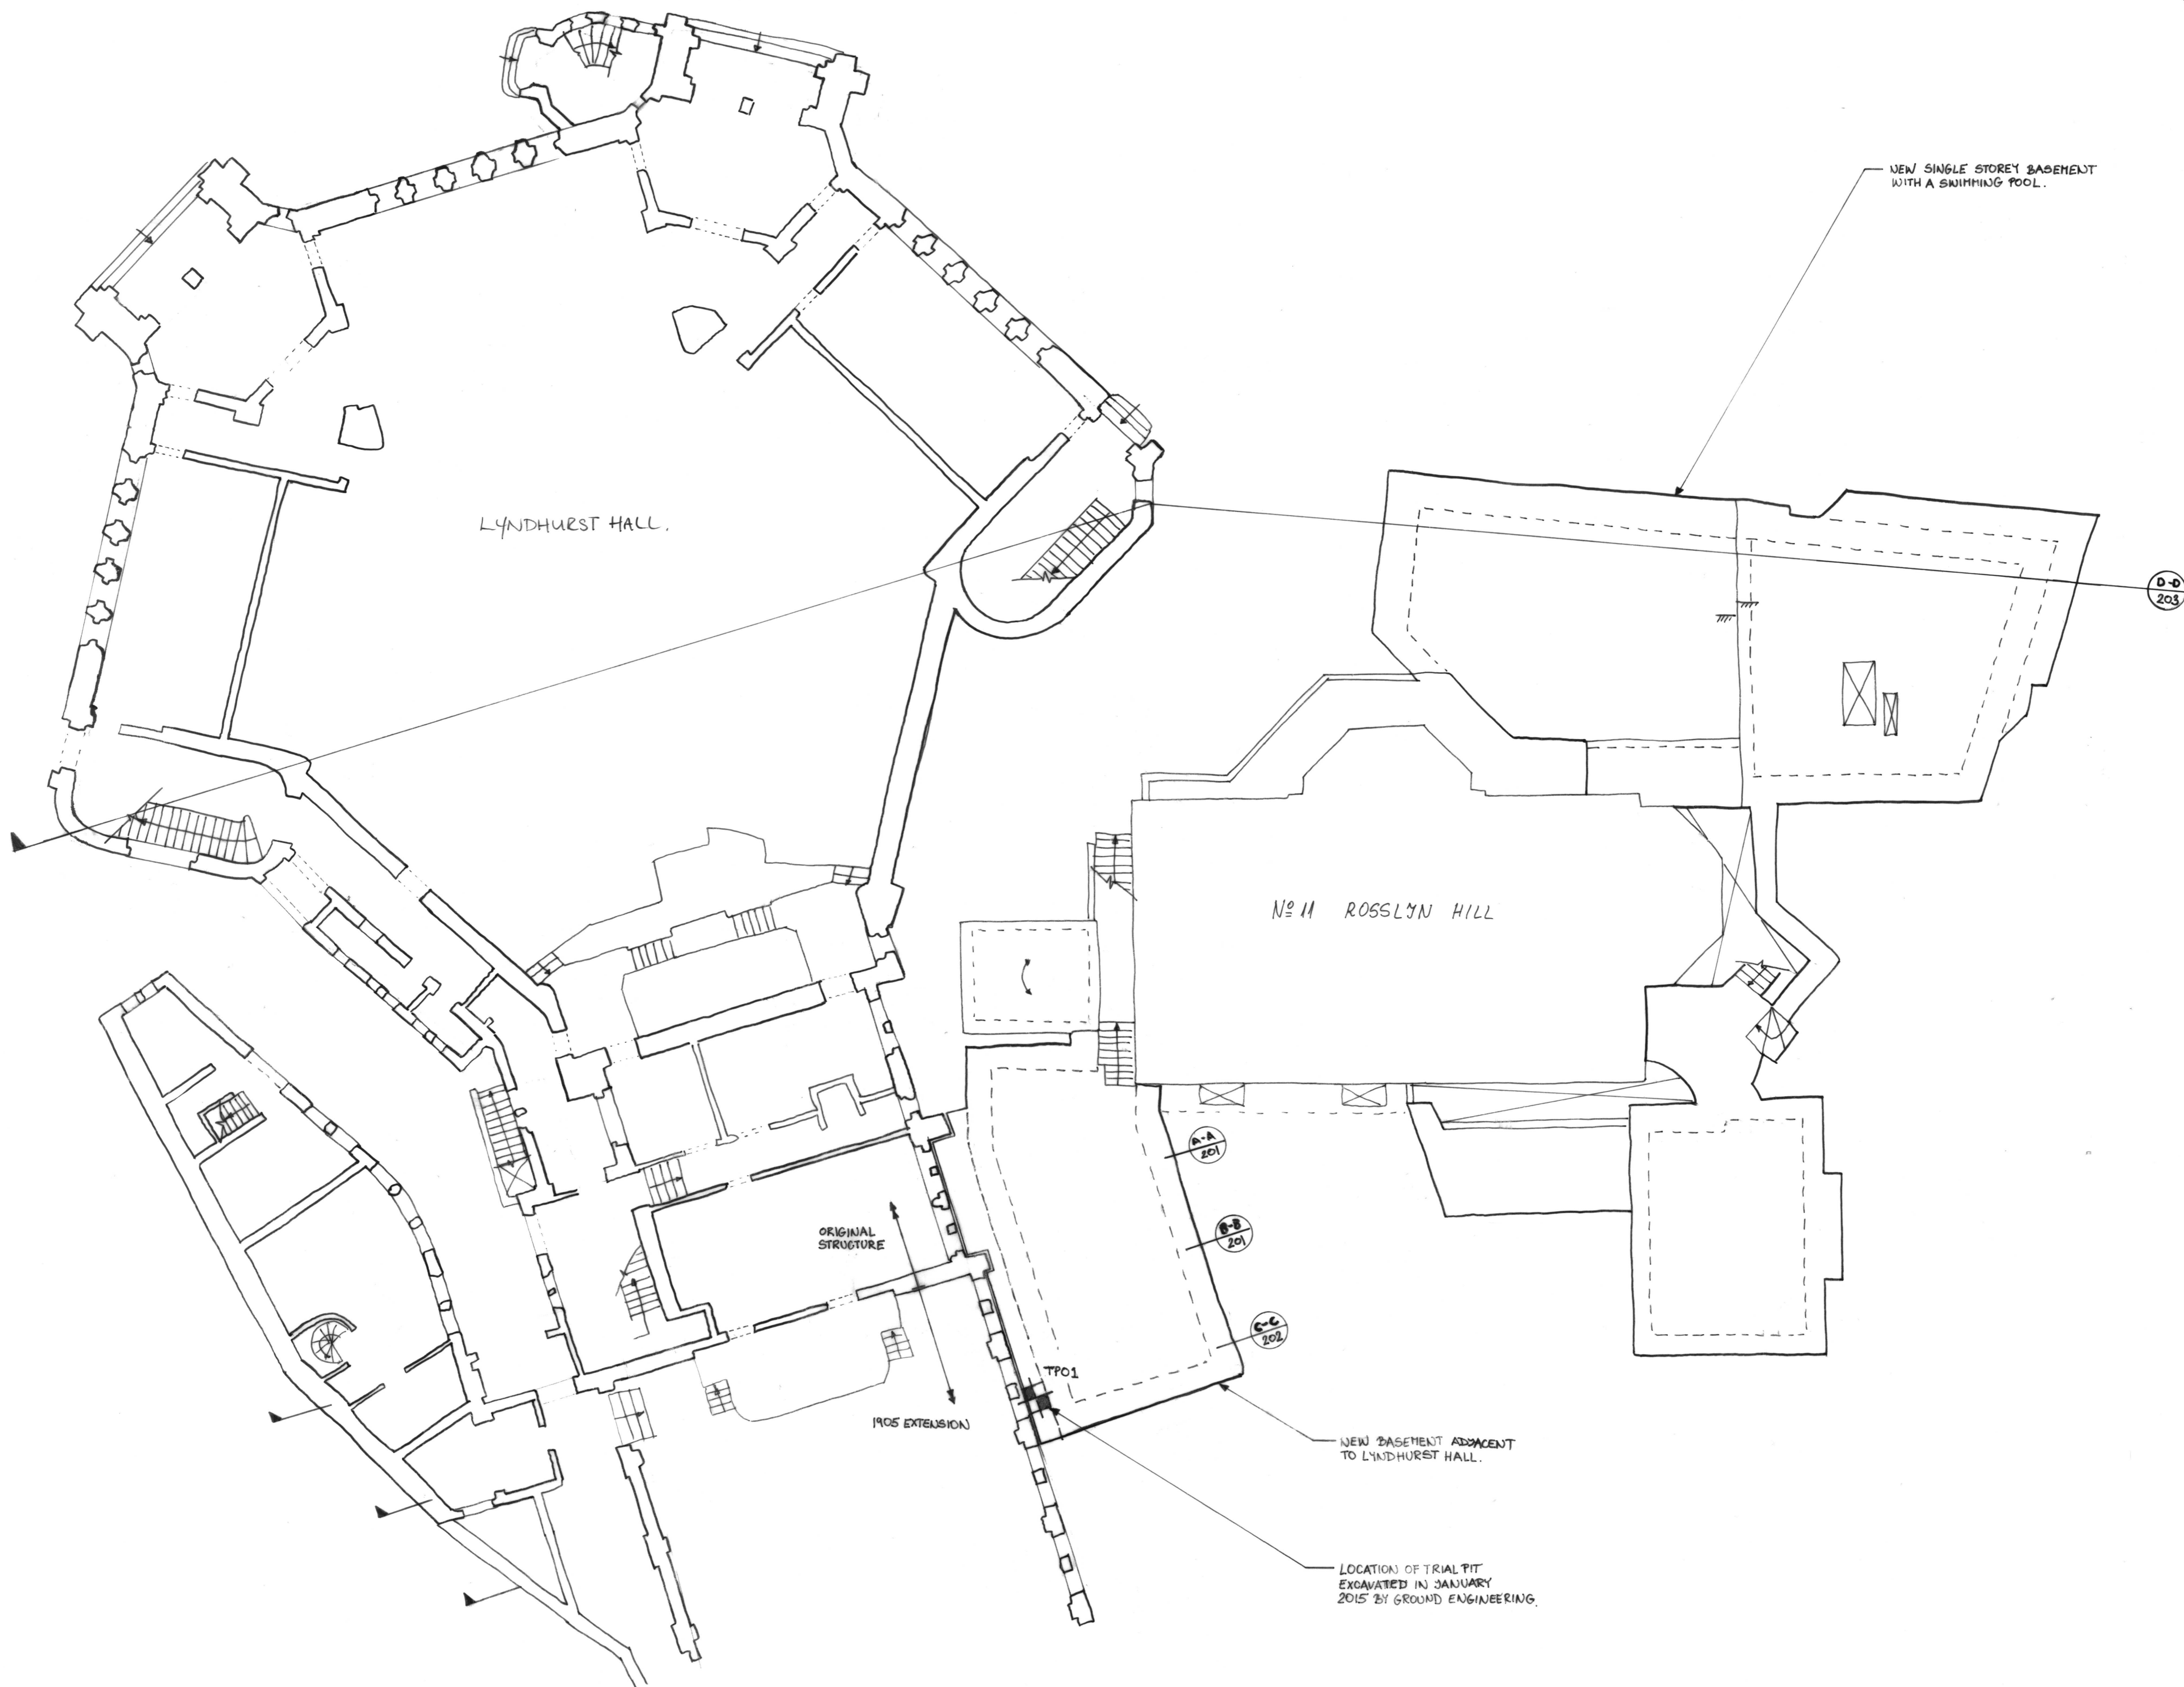 NEW SINGLE STOREY BASEMENT
WITH A SWIMMING POOL.
LYNDHURST HALL.
D-D
203
Nº 11 ROSSLYN HILL
A-A
201
ORIGINAL
STRUCTURE
B-B
201
C-C
202
TP01
1905 EXTENSION
NEW BASEMENT ADJACENT
TO LYNDHURST HALL.
LOCATION OF TRIAL PIT
EXCAVATED IN JANUARY
2015 BY GROUND ENGINEERING.